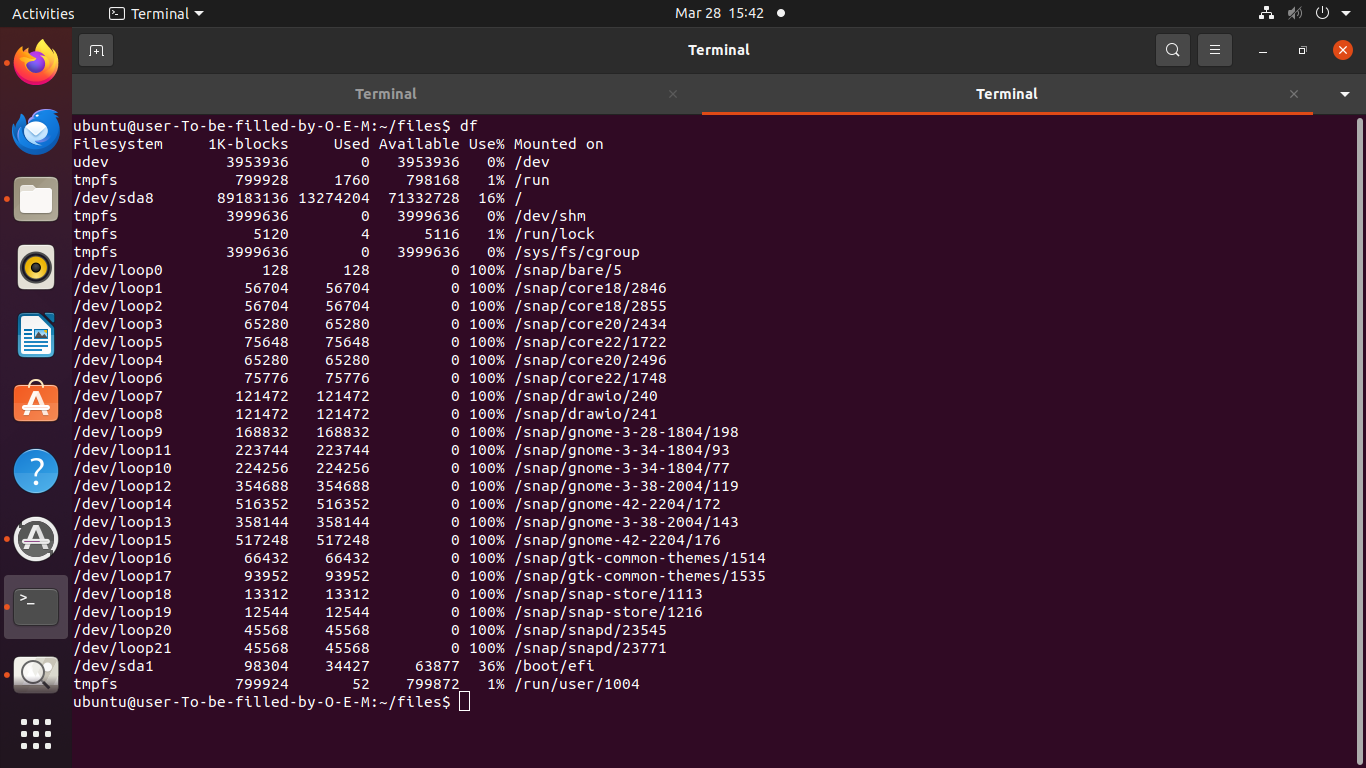 Activities Terminal Mar 28 15:42
Terminal
Terminal Terminal
ubuntu@user-To-be-filled-by-O-E-M:~/files$ df
Filesystem     1K-blocks     Used Available Use% Mounted on
udev             3953936        0   3953936   0% /dev
tmpfs             799928     1760    798168   1% /run
/dev/sda8       89183136 13274204  71332728  16% /
tmpfs            3999636        0   3999636   0% /dev/shm
tmpfs               5120        4      5116   1% /run/lock
tmpfs            3999636        0   3999636   0% /sys/fs/cgroup
/dev/loop0           128      128         0 100% /snap/bare/5
/dev/loop1         56704    56704         0 100% /snap/core18/2846
/dev/loop2         56704    56704         0 100% /snap/core18/2855
/dev/loop3         65280    65280         0 100% /snap/core20/2434
/dev/loop5         75648    75648         0 100% /snap/core22/1722
/dev/loop4         65280    65280         0 100% /snap/core20/2496
/dev/loop6         75776    75776         0 100% /snap/core22/1748
/dev/loop7        121472   121472         0 100% /snap/drawio/240
/dev/loop8        121472   121472         0 100% /snap/drawio/241
/dev/loop9        168832   168832         0 100% /snap/gnome-3-28-1804/198
/dev/loop11       223744   223744         0 100% /snap/gnome-3-34-1804/93
/dev/loop10       224256   224256         0 100% /snap/gnome-3-34-1804/77
/dev/loop12       354688   354688         0 100% /snap/gnome-3-38-2004/119
/dev/loop14       516352   516352         0 100% /snap/gnome-42-2204/172
/dev/loop13       358144   358144         0 100% /snap/gnome-3-38-2004/143
/dev/loop15       517248   517248         0 100% /snap/gnome-42-2204/176
/dev/loop16        66432    66432         0 100% /snap/gtk-common-themes/1514
/dev/loop17        93952    93952         0 100% /snap/gtk-common-themes/1535
/dev/loop18        13312    13312         0 100% /snap/snap-store/1113
/dev/loop19        12544    12544         0 100% /snap/snap-store/1216
/dev/loop20        45568    45568         0 100% /snap/snapd/23545
/dev/loop21        45568    45568         0 100% /snap/snapd/23771
/dev/sda1          98304    34427     63877  36% /boot/efi
tmpfs             799924       52    799872   1% /run/user/1004
ubuntu@user-To-be-filled-by-O-E-M:~/files$